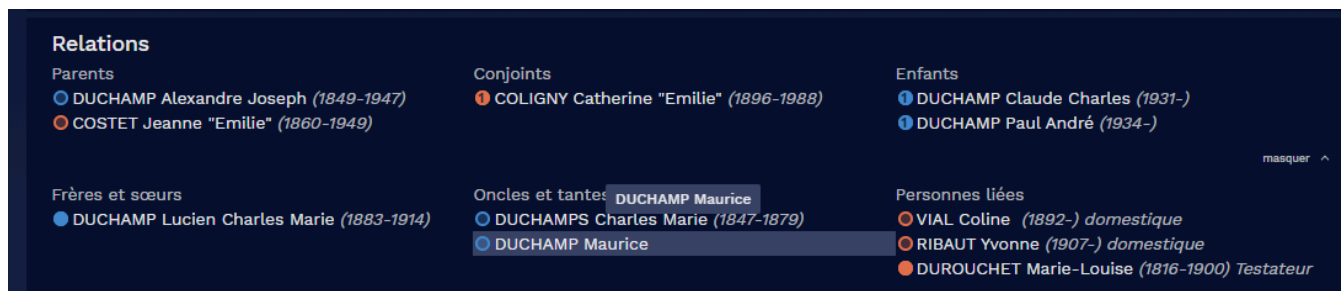 Relations
Parents
DUCHAMP Alexandre Joseph (1849-1947)
COSTET Jeanne "Emilie" (1860-1949)
Conjoints
1 COLIGNY Catherine "Emilie" (1896-1988)
Enfants
1 DUCHAMP Claude Charles (1931-)
1 DUCHAMP Paul André (1934-)
masquer
Frères et sœurs
DUCHAMP Lucien Charles Marie (1883-1914)
Oncles et tantes
DUCHAMP Maurice
DUCHAMPS Charles Marie (1847-1879)
DUCHAMP Maurice
Personnes liées
VIAL Coline (1892-) domestique
RIBAUT Yvonne (1907-) domestique
DUROUCHET Marie-Louise (1816-1900) Testateur